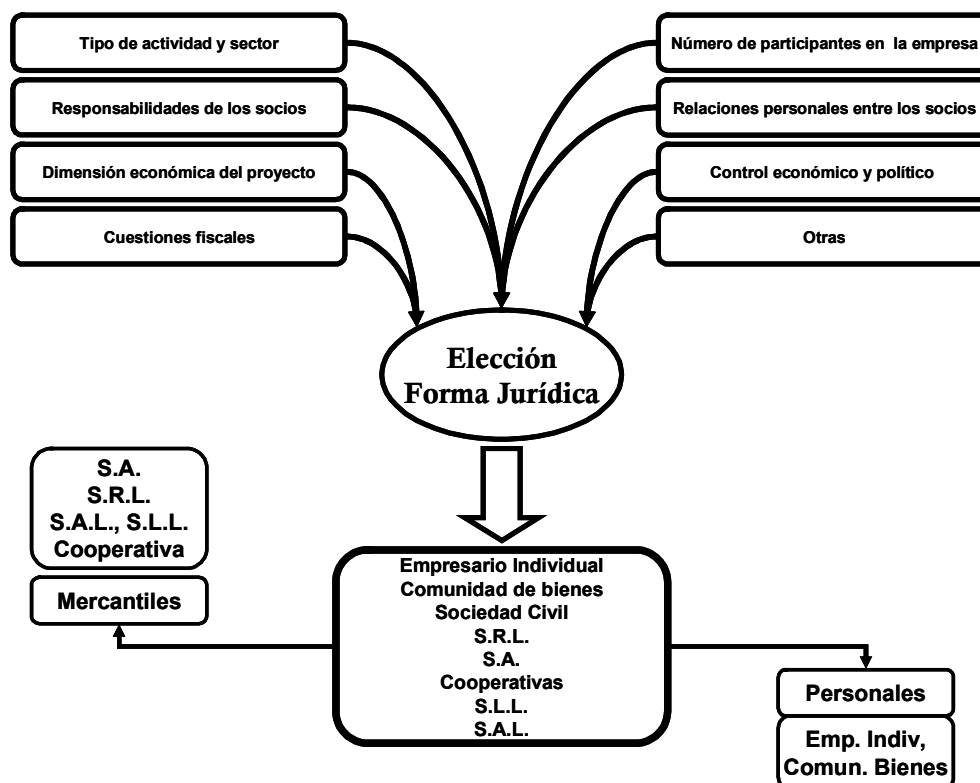 Tipo de actividad y sector
Responsabilidades de los socios
Dimensión económica del proyecto
Cuestiones fiscales
Número de participantes en la empresa
Relaciones personales entre los socios
Control económico y político
Otras
Elección
Forma Jurídica
S.A.
S.R.L.
S.A.L., S.L.L.
Cooperativa
Mercantiles
Empresario Individual
Comunidad de bienes
Sociedad Civil
S.R.L.
S.A.
Cooperativas
S.L.L.
S.A.L.
Personales
Emp. Indiv,
Comun. Bienes